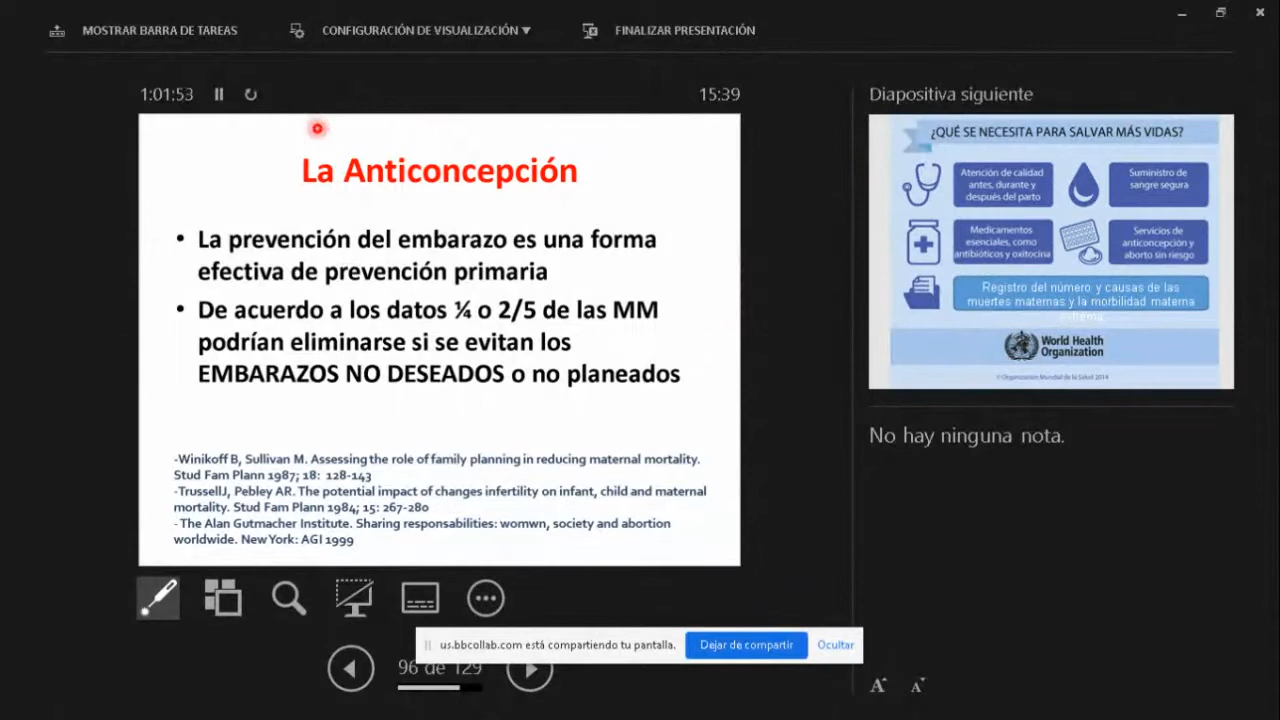 MOSTRAR BARRA DE TAREAS
CONFIGURACIÓN DE VISUALIZACIÓN ▼
FINALIZAR PRESENTACIÓN
1:01:53
15:39
La Anticoncepción
• La prevención del embarazo es una forma
efectiva de prevención primaria
• De acuerdo a los datos ¼ o 2/5 de las MM
podrían eliminarse si se evitan los
EMBARAZOS NO DESEADOS o no planeados
-Winikoff B, Sullivan M. Assessing the role of family planning in reducing maternal mortality.
Stud Fam Plann 1987; 18: 128-143
-TrussellJ, Pebley AR. The potential impact of changes infertility on infant, child and maternal
mortality. Stud Fam Plann 1984; 15: 267-280
- The Alan Gutmacher Institute. Sharing responsabilities: womwn, society and abortion
worldwide. New York: AGI 1999
Diapositiva siguiente
¿QUÉ SE NECESITA PARA SALVAR MÁS VIDAS?
Atención de calidad
antes, durante y
después del parto
Suministro de
sangre segura
Medicamentos
esenciales, como
antibióticos y oxitocina
Servicios de
anticoncepción y
aborto sin riesgo
Registro del número y causas de las
muertes maternas y la morbilidad materna
extrema
World Health
Organization
© Organización Mundial de la Salud 2014
No hay ninguna nota.
us.bbcollab.com está compartiendo tu pantalla.
Dejar de compartir
Ocultar
96 de 129
A A